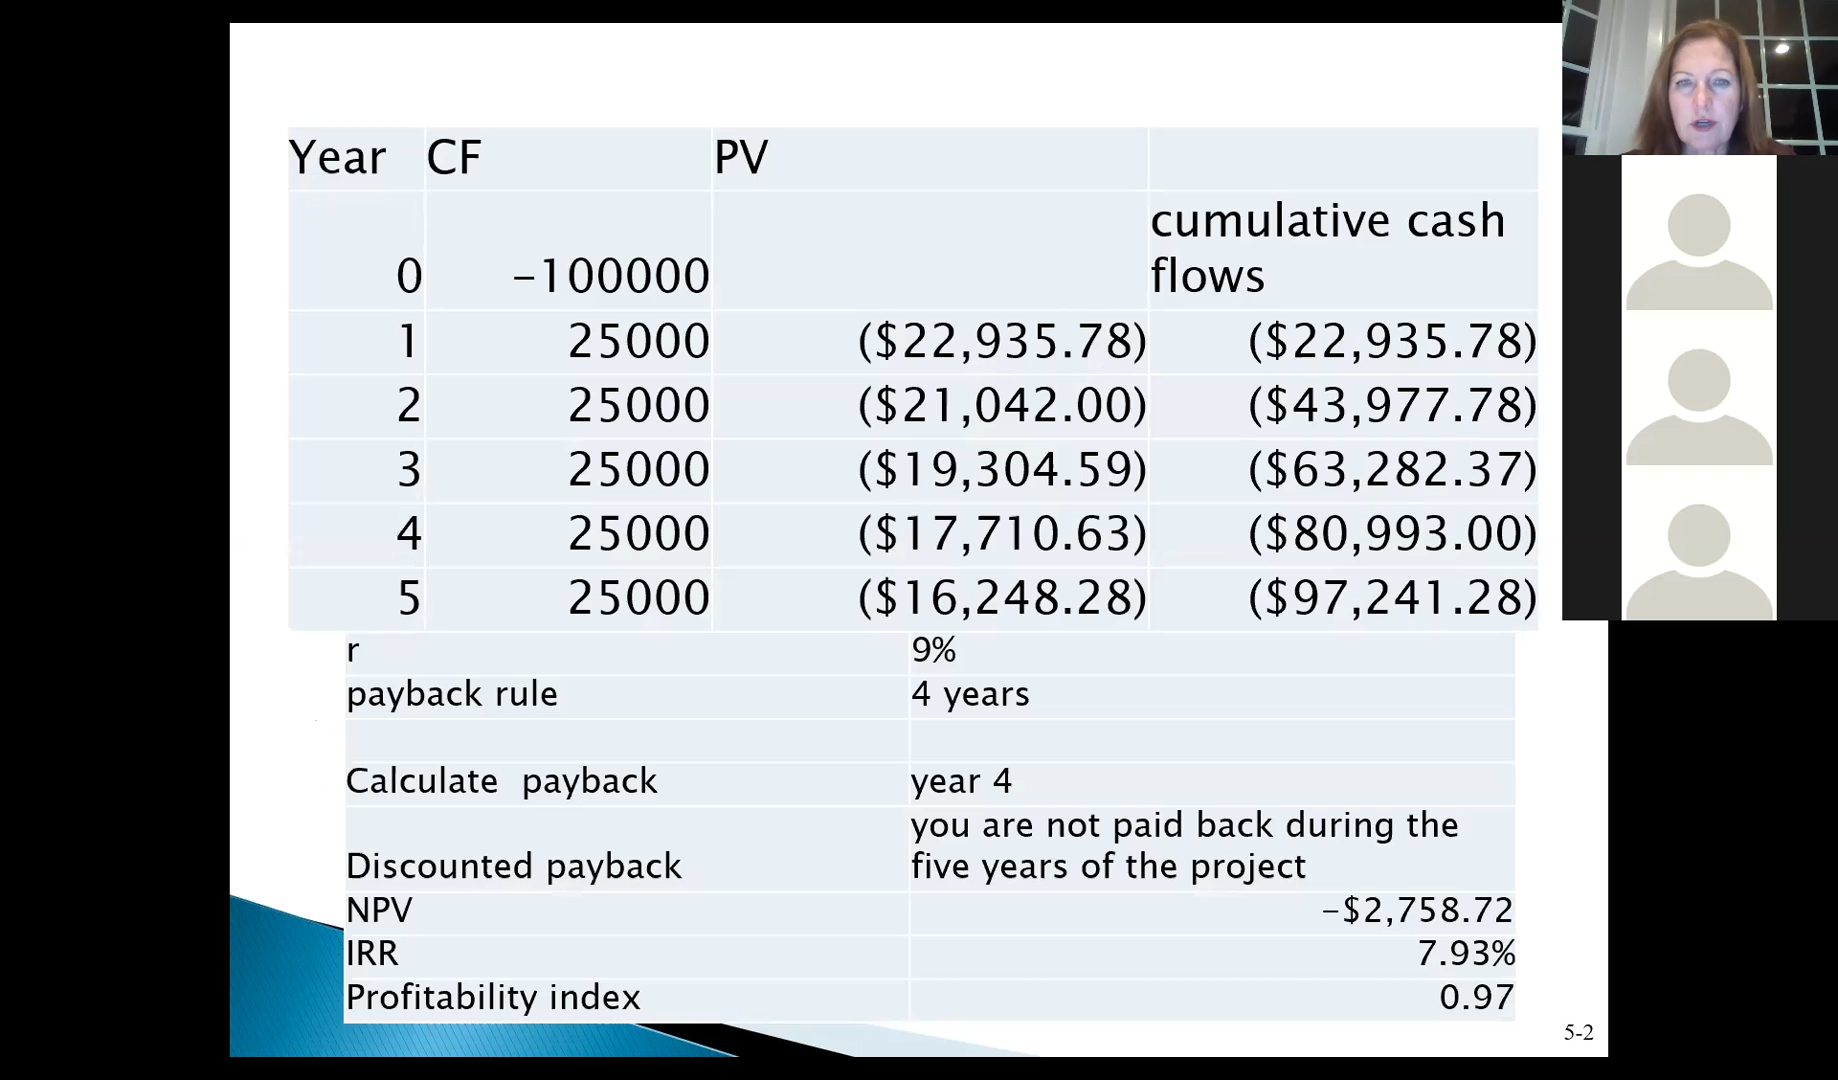 Year CF PV
cumulative cash
0 -100000 flows
1 25000 ($22,935.78) ($22,935.78)
2 25000 ($21,042.00) ($43,977.78)
3 25000 ($19,304.59) ($63,282.37)
4 25000 ($17,710.63) ($80,993.00)
5 25000 ($16,248.28) ($97,241.28)
r 9%
payback rule 4 years
Calculate payback year 4
you are not paid back during the
Discounted payback five years of the project
NPV -$2,758.72
IRR 7.93%
Profitability index 0.97
5-2